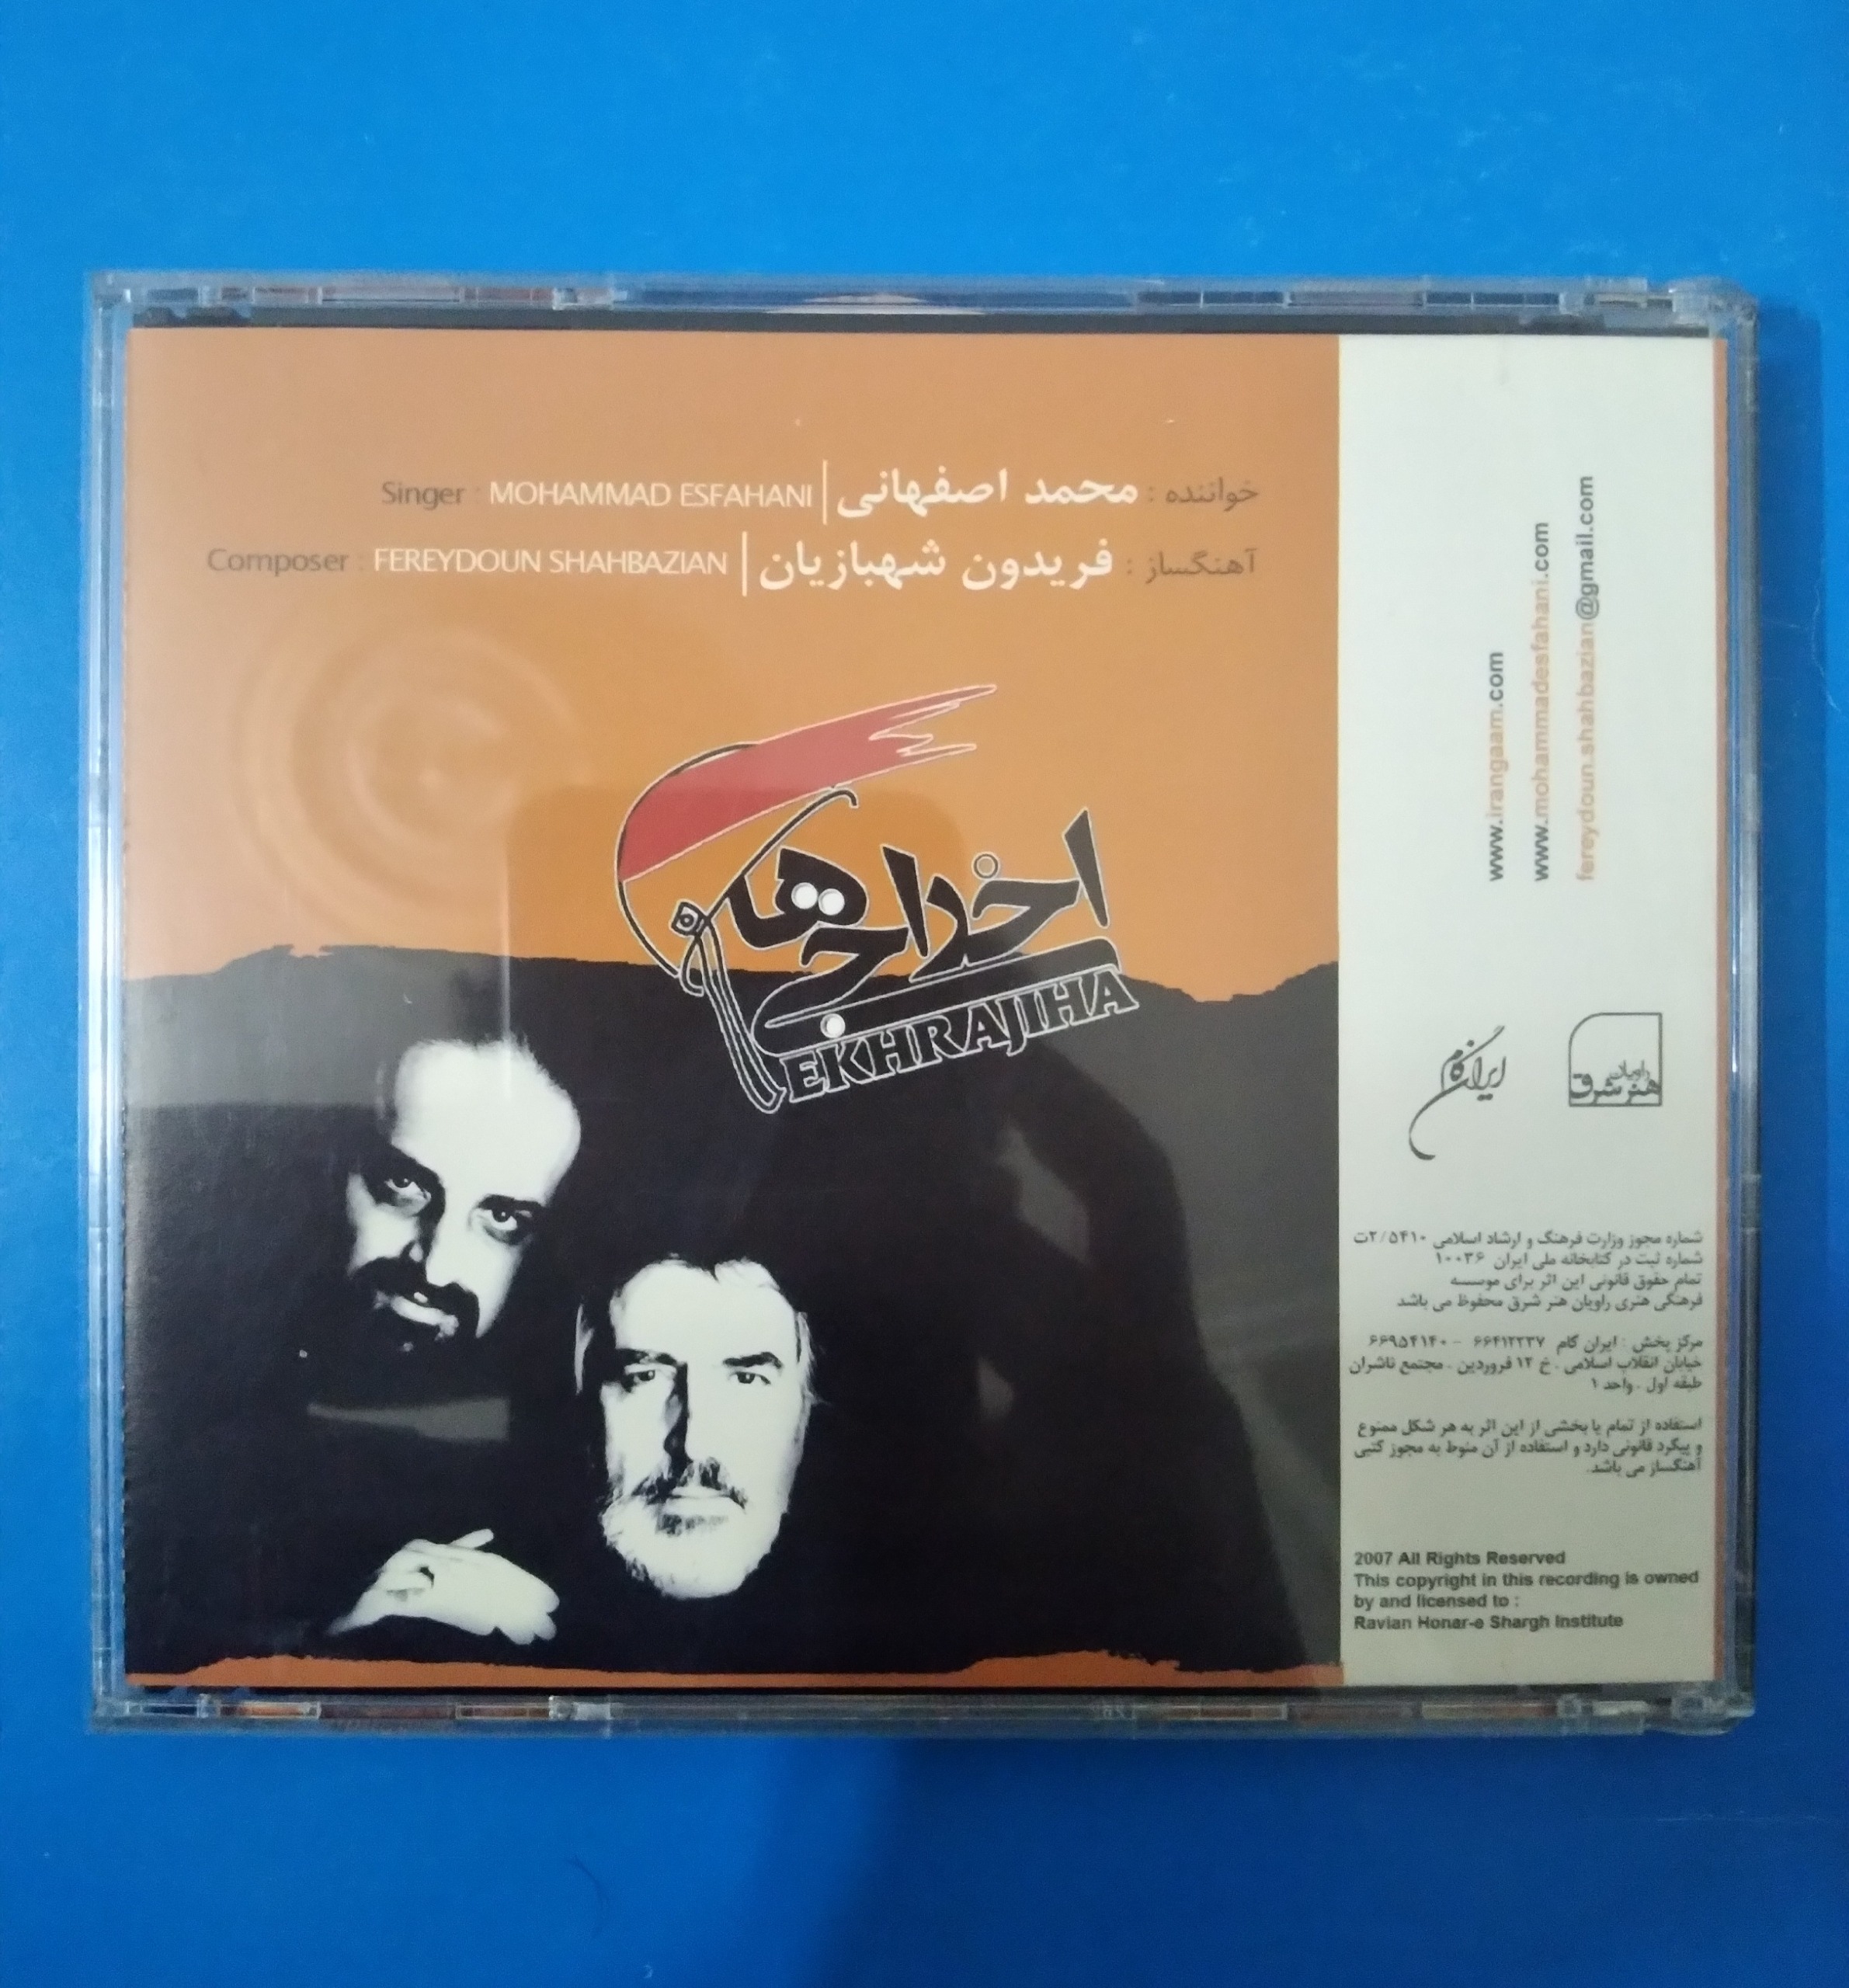 خواننده : محمد اصفهانی | Singer : MOHAMMAD ESFAHANI
آهنگساز : فریدون شهبازیان | Composer : FEREYDOUN SHAHBAZIAN
اخراجی‌ها
EKHRAJIHA
www.irangaam.com
www.mohammadesfahani.com
fereydoun.shahbazian@gmail.com
ایران گام
راویان
هنر شرق
شماره مجوز وزارت فرهنگ و ارشاد اسلامی ۲/۵۴۱۰ت
شماره ثبت در کتابخانه ملی ایران ۱۰۰۳۶
تمام حقوق قانونی این اثر برای موسسه
فرهنگی هنری راویان هنر شرق محفوظ می باشد
مرکز پخش : ایران گام ۶۶۴۱۲۳۳۷ - ۶۶۹۵۴۱۴۰
خیابان انقلاب اسلامی . خ ۱۲ فروردین . مجتمع ناشران
طبقه اول . واحد ۱
استفاده از تمام یا بخشی از این اثر به هر شکل ممنوع
و پیگرد قانونی دارد و استفاده از آن منوط به مجوز کتبی
آهنگساز می باشد.
2007 All Rights Reserved
This copyright in this recording is owned
by and licensed to :
Ravian Honar-e Shargh Institute